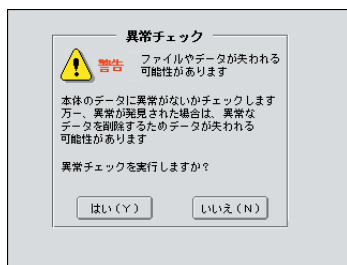 異常チェック
警告
ファイルやデータが失われる
可能性があります
本体のデータに異常がないかチェックします
万一、異常が発見された場合は、異常な
データを削除するためデータが失われる
可能性があります
異常チェックを実行しますか？
はい（Y）
いいえ（N）